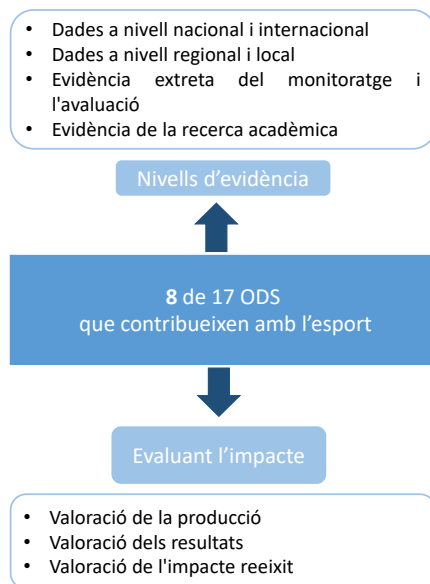 • Dades a nivell nacional i internacional
• Dades a nivell regional i local
• Evidència extreta del monitoratge i
l'avaluació
• Evidència de la recerca acadèmica
Nivells d’evidència
8 de 17 ODS
que contribueixen amb l’esport
Evaluant l’impacte
• Valoració de la producció
• Valoració dels resultats
• Valoració de l'impacte reeixit